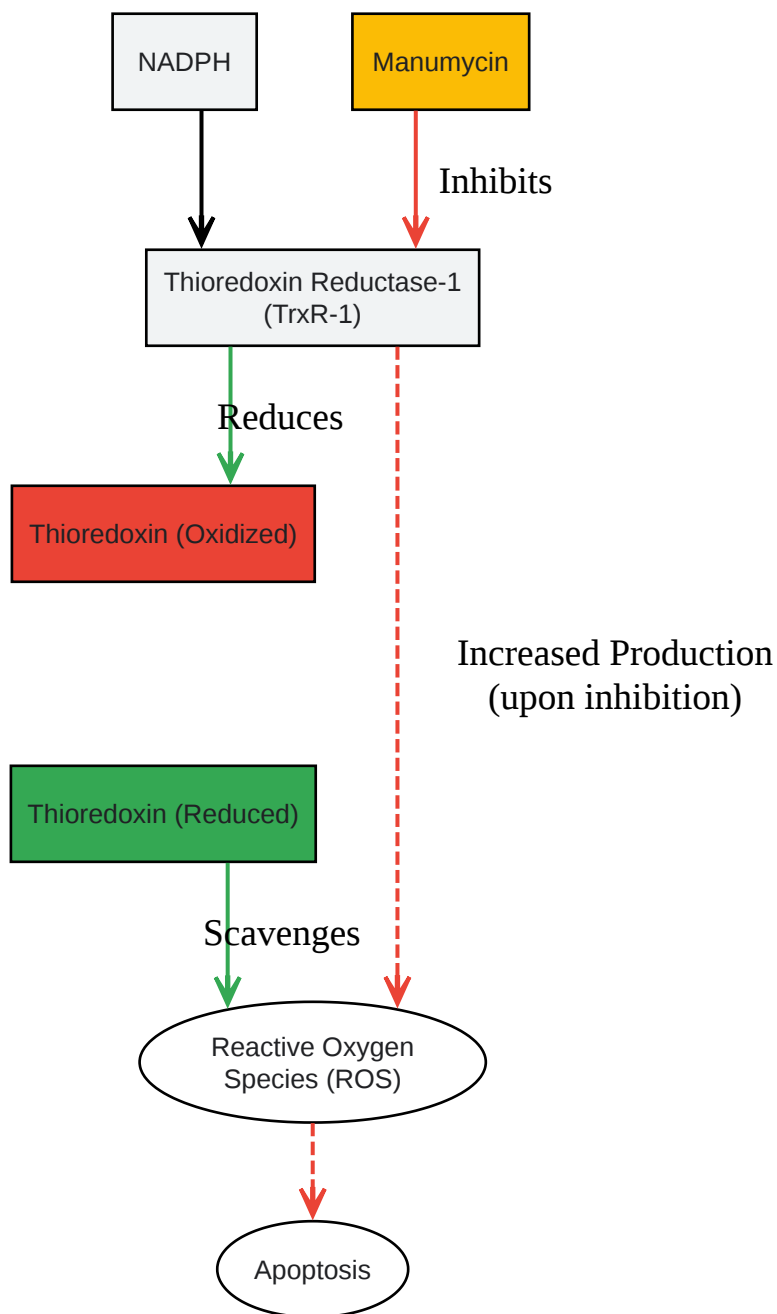 NADPH
Manumycin
Inhibits
Thioredoxin Reductase-1
(TrxR-1)
Reduces
Thioredoxin (Oxidized)
Increased Production
(upon inhibition)
Thioredoxin (Reduced)
Scavenges
Reactive Oxygen
Species (ROS)
Apoptosis